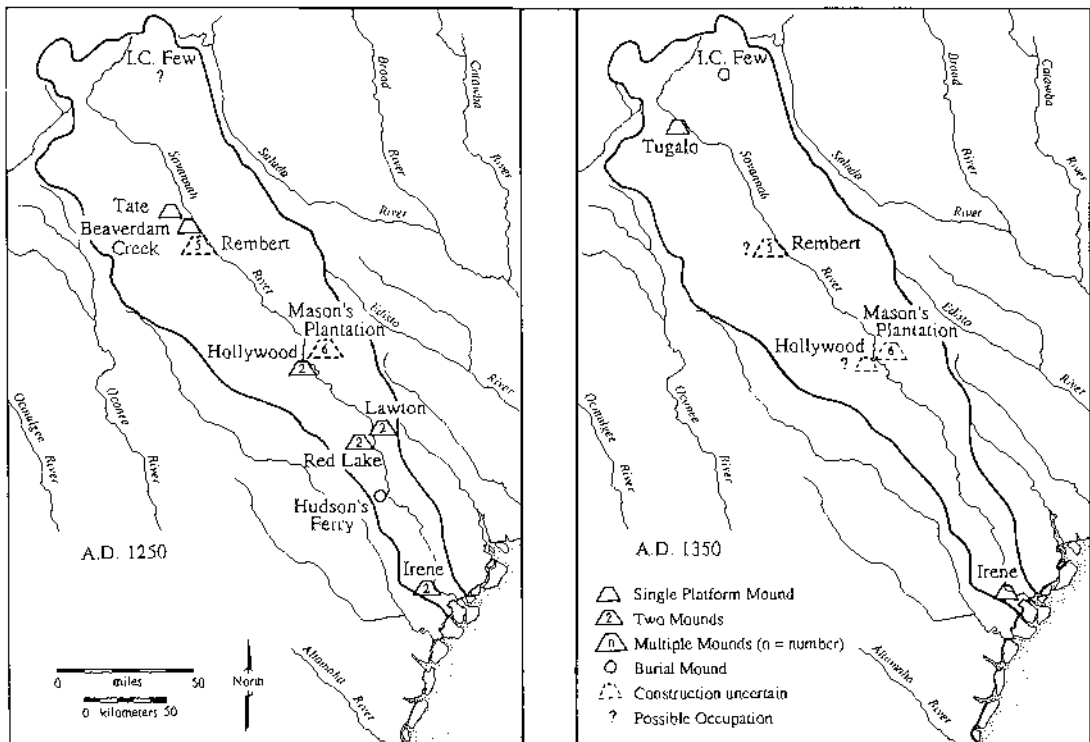 I.C. Few
?
Broad
River
Catawba
River
Saluda
River
Savannah
River
Tate
Beaverdam
Creek
5
Rembert
Mason's
Plantation
6
Edisto
River
Hollywood
2
Lawton
2
2
Red Lake
Hudson's
Ferry
Oconee
River
Ocmulgee
River
A.D. 1250
Irene
2
0 miles 50
0 kilometers 50
North
Altamaha
River
I.C. Few
Broad
River
Catawba
River
Tugalo
Saluda
River
Savannah
River
? 5 Rembert
Mason's
Plantation
6
Edisto
River
Hollywood
?
Oconee
River
Ocmulgee
River
A.D. 1350
Irene
Single Platform Mound
2 Two Mounds
n Multiple Mounds (n = number)
Burial Mound
Construction uncertain
? Possible Occupation
Altamaha
River